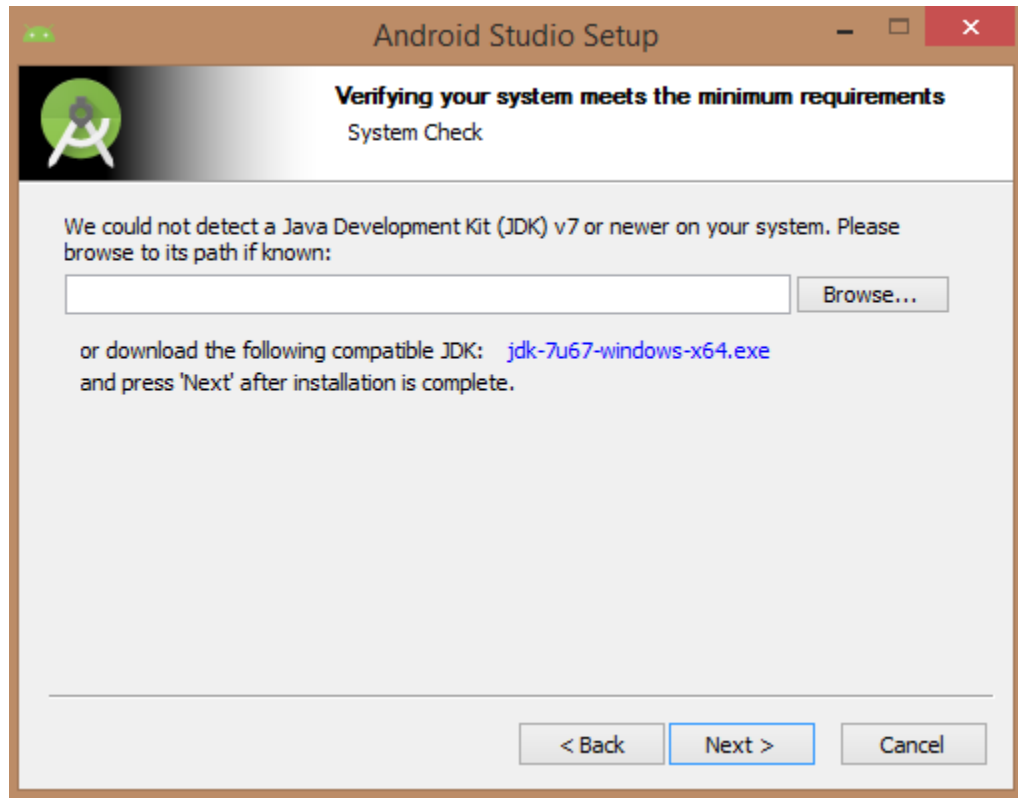 Android Studio Setup
Verifying your system meets the minimum requirements
System Check
We could not detect a Java Development Kit (JDK) v7 or newer on your system. Please
browse to its path if known:
Browse...
or download the following compatible JDK: jdk-7u67-windows-x64.exe
and press 'Next' after installation is complete.
< Back Next > Cancel